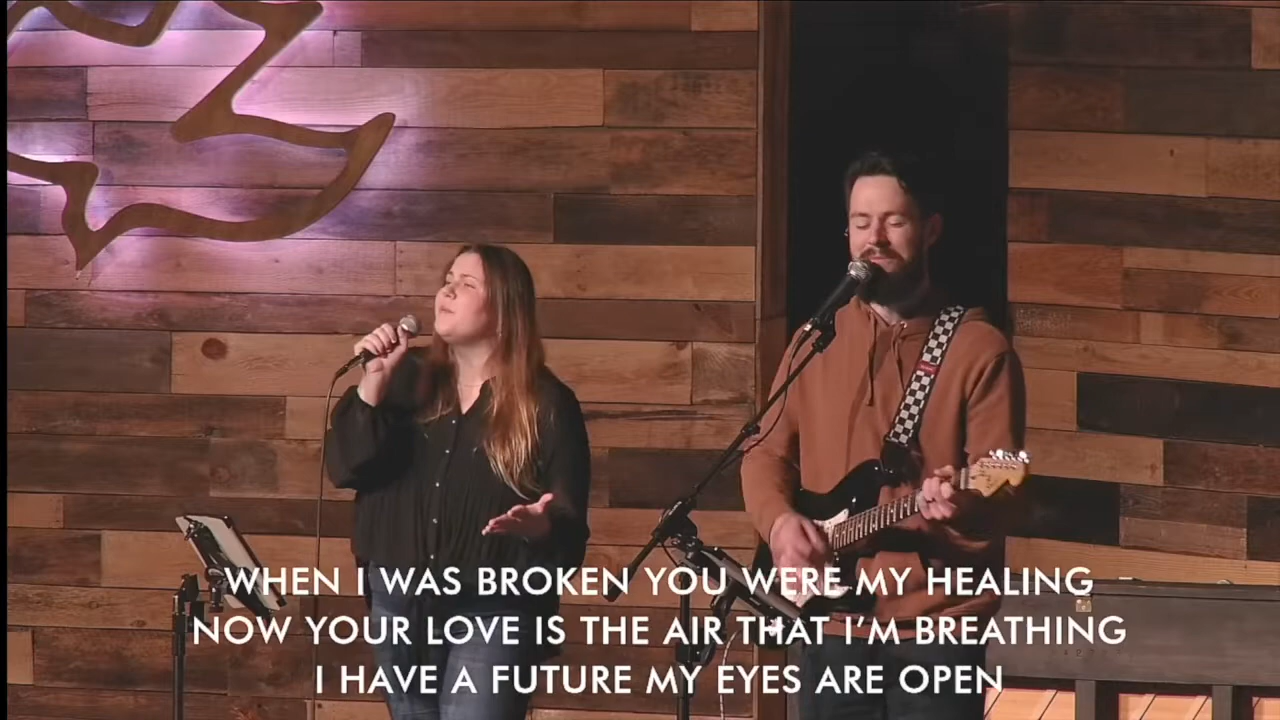 WHEN I WAS BROKEN YOU WERE MY HEALING
NOW YOUR LOVE IS THE AIR THAT I'M BREATHING
I HAVE A FUTURE MY EYES ARE OPEN